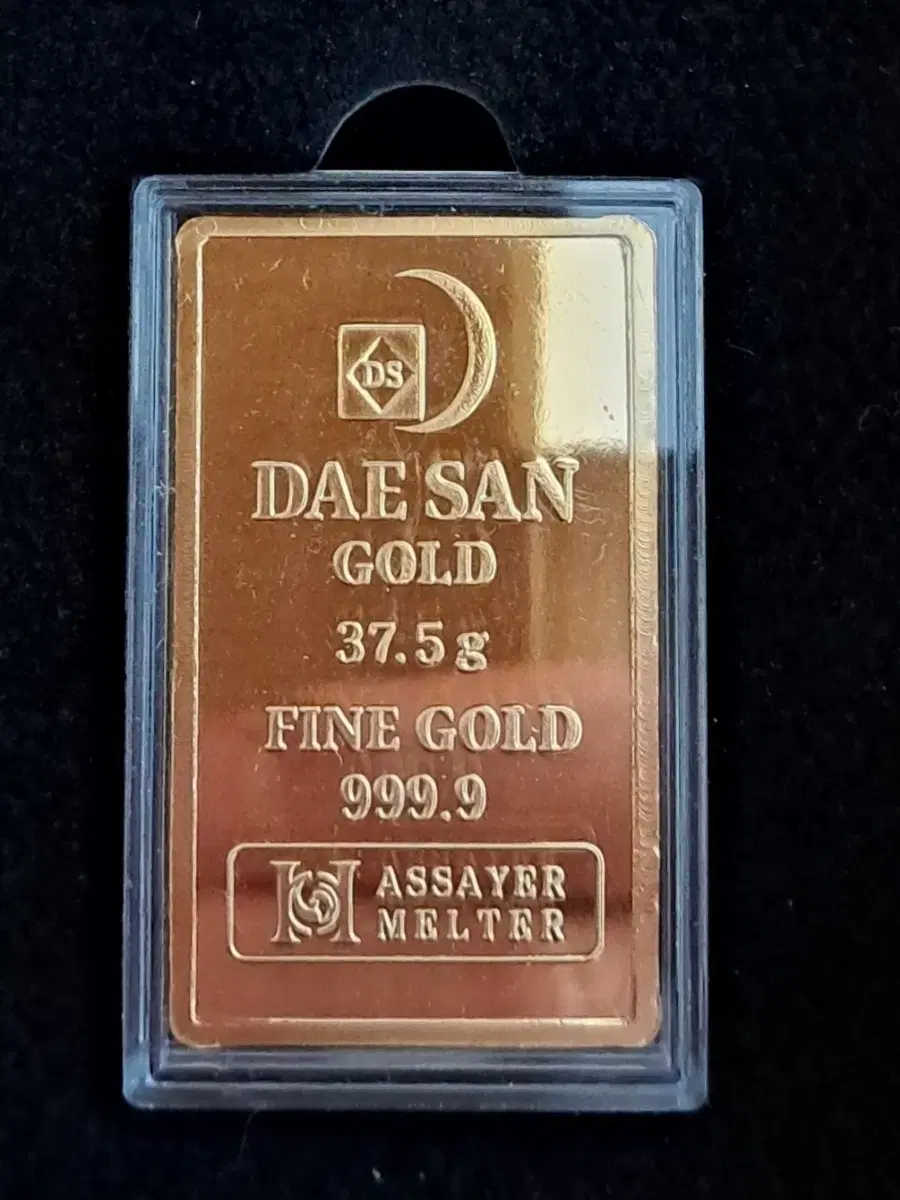 DS
DAE SAN
GOLD
37.5g
FINE GOLD
999.9
ASSAYER
MELTER